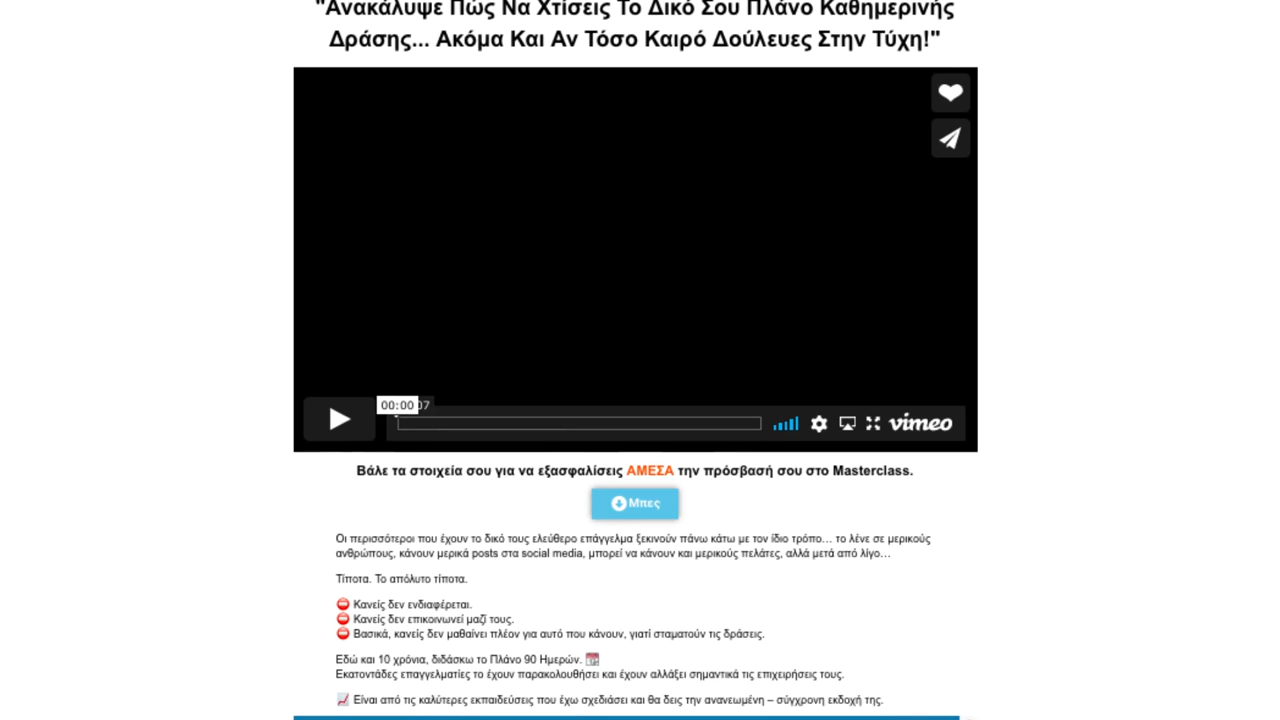 "Ανακάλυψε Πώς Να Χτίσεις Το Δικό Σου Πλάνο Καθημερινής
Δράσης... Ακόμα Και Αν Τόσο Καιρό Δούλευες Στην Τύχη!"
00:00
07
vimeo
Βάλε τα στοιχεία σου για να εξασφαλίσεις ΑΜΕΣΑ την πρόσβασή σου στο Masterclass.
Μπες
Οι περισσότεροι που έχουν το δικό τους ελεύθερο επάγγελμα ξεκινούν πάνω κάτω με τον ίδιο τρόπο… το λένε σε μερικούς
ανθρώπους, κάνουν μερικά posts στα social media, μπορεί να κάνουν και μερικούς πελάτες, αλλά μετά από λίγο…
Τίποτα. Το απόλυτο τίποτα.
⛔ Κανείς δεν ενδιαφέρεται.
⛔ Κανείς δεν επικοινωνεί μαζί τους.
⛔ Βασικά, κανείς δεν μαθαίνει πλέον για αυτό που κάνουν, γιατί σταματούν τις δράσεις.
Εδώ και 10 χρόνια, διδάσκω το Πλάνο 90 Ημερών. 📆
Εκατοντάδες επαγγελματίες το έχουν παρακολουθήσει και έχουν αλλάξει σημαντικά τις επιχειρήσεις τους.
📈 Είναι από τις καλύτερες εκπαιδεύσεις που έχω σχεδιάσει και θα δεις την ανανεωμένη – σύγχρονη εκδοχή της.